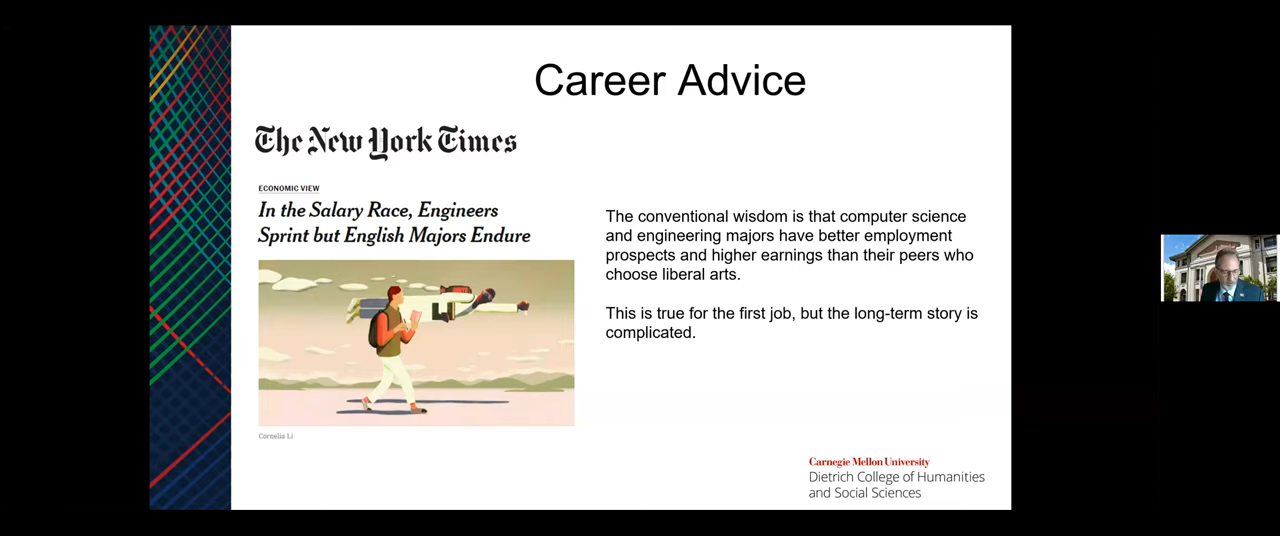 Career Advice
The New York Times
ECONOMIC VIEW
In the Salary Race, Engineers
Sprint but English Majors Endure
Cornelia Li
The conventional wisdom is that computer science
and engineering majors have better employment
prospects and higher earnings than their peers who
choose liberal arts.
This is true for the first job, but the long-term story is
complicated.
Carnegie Mellon University
Dietrich College of Humanities
and Social Sciences